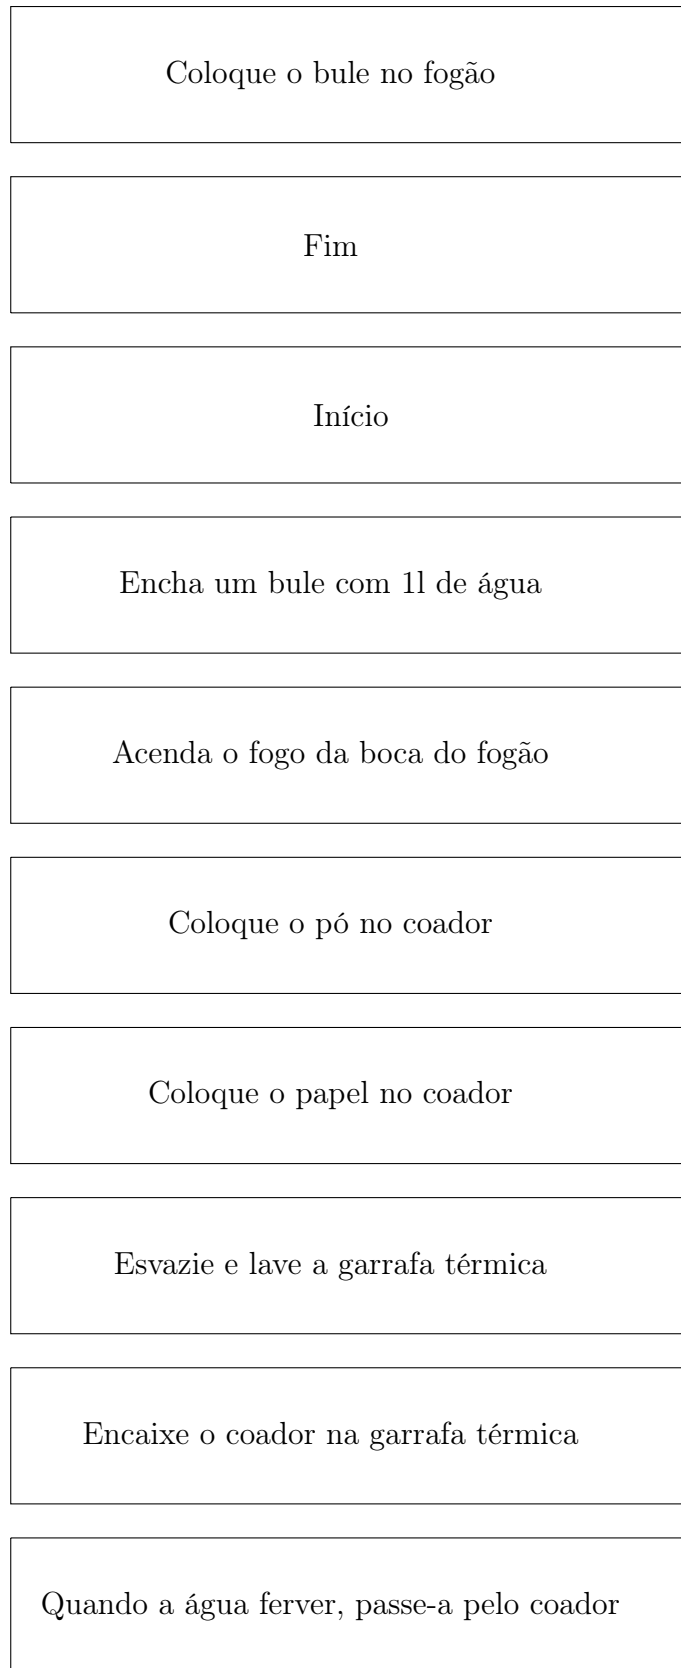 Coloque o bule no fogão
Fim
Início
Encha um bule com 1l de água
Acenda o fogo da boca do fogão
Coloque o pó no coador
Coloque o papel no coador
Esvazie e lave a garrafa térmica
Encaixe o coador na garrafa térmica
Quando a água ferver, passe-a pelo coador